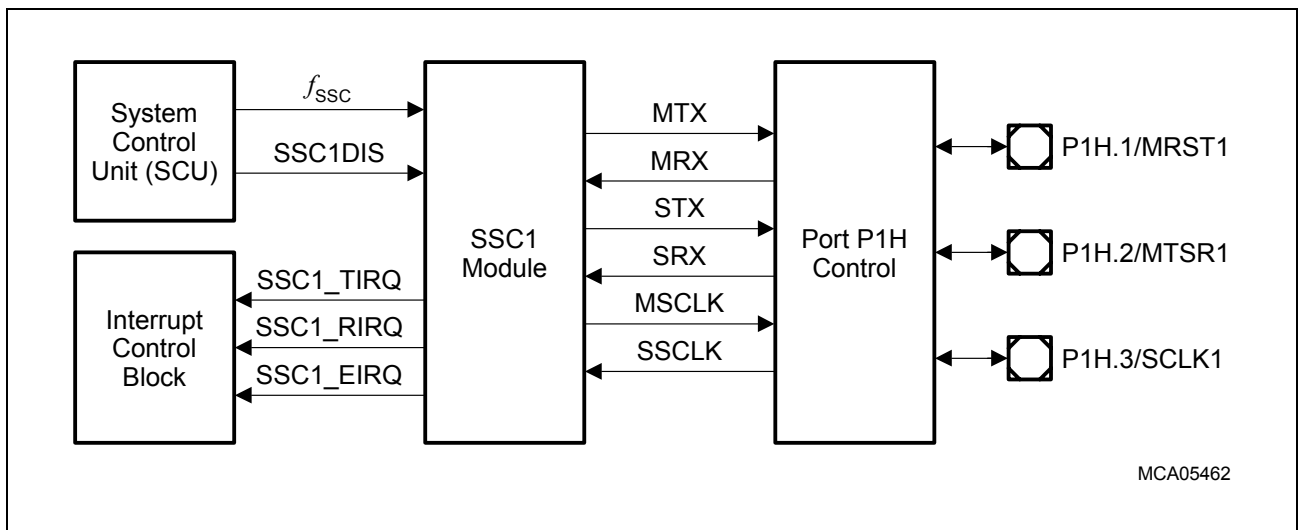 System
Control
Unit (SCU)
fSSC
SSC1DIS
Interrupt
Control
Block
SSC1_TIRQ
SSC1_RIRQ
SSC1_EIRQ
SSC1
Module
MTX
MRX
STX
SRX
MSCLK
SSCLK
Port P1H
Control
P1H.1/MRST1
P1H.2/MTSR1
P1H.3/SCLK1
MCA05462